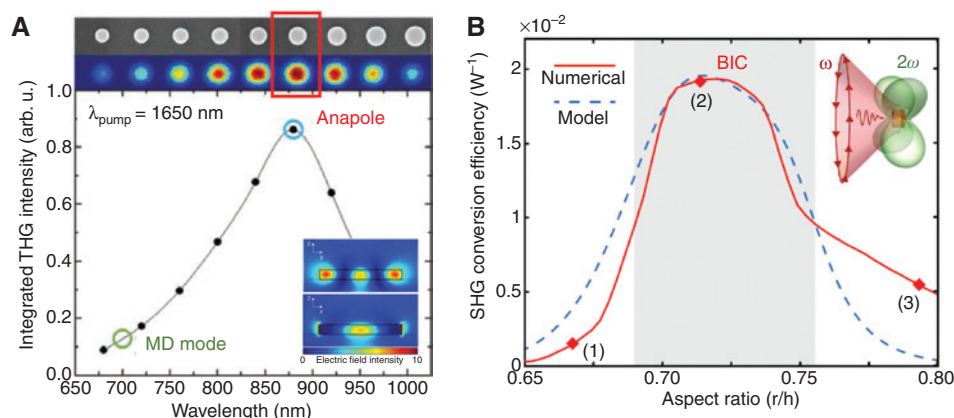 A
λpump = 1650 nm
Anapole
MD mode
Integrated THG intensity (arb. u.)
1.0
0.8
0.6
0.4
0.2
0.0
650 700 750 800 850 900 950 1000
Wavelength (nm)
0 Electric field intensity 10
B
×10⁻²
Numerical
Model
BIC
ω
2ω
(1)
(2)
(3)
SHG conversion efficiency (W⁻¹)
2
1.5
1
0.5
0
0.65 0.70 0.75 0.80
Aspect ratio (r/h)